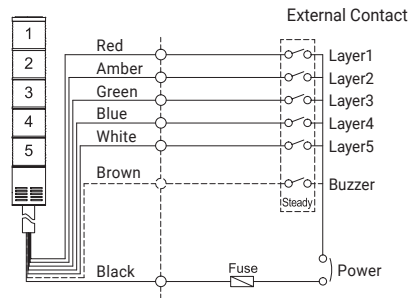 External Contact
1
2
3
4
5
Red
Amber
Green
Blue
White
Brown
Black
Layer1
Layer2
Layer3
Layer4
Layer5
Buzzer
Steady
Fuse
Power